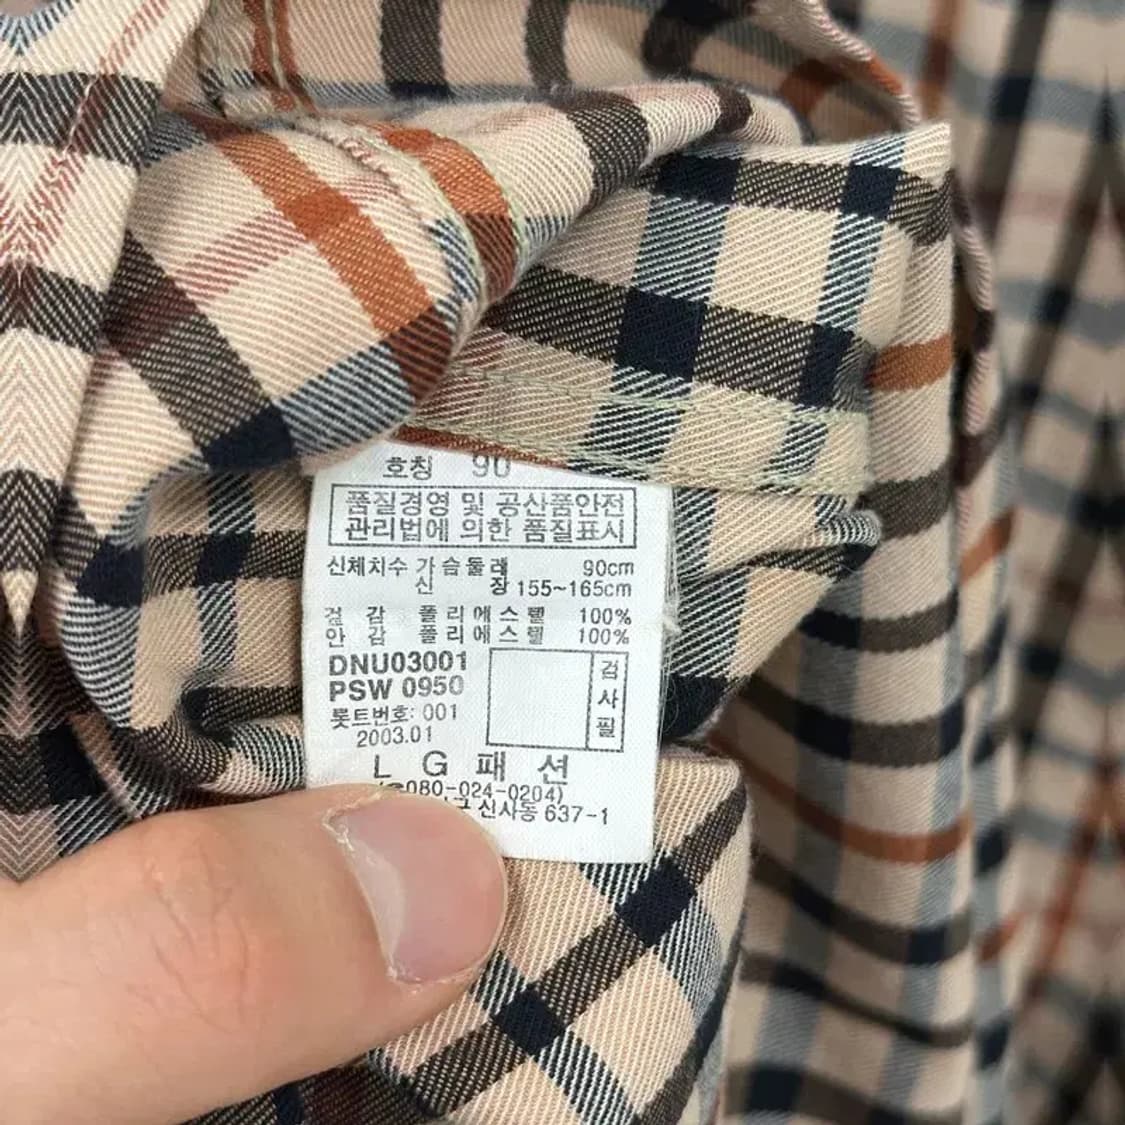 호칭 90
품질경영 및 공산품안전
관리법에 의한 품질표시
신체치수 가슴둘레 90cm
신 장 155~165cm
겉 감 폴리에스텔 100%
안 감 폴리에스텔 100%
DNU03001
PSW 0950
검
사
필
롯트번호: 001
2003.01
L G 패 션
(☎080-024-0204)
신사동 637-1